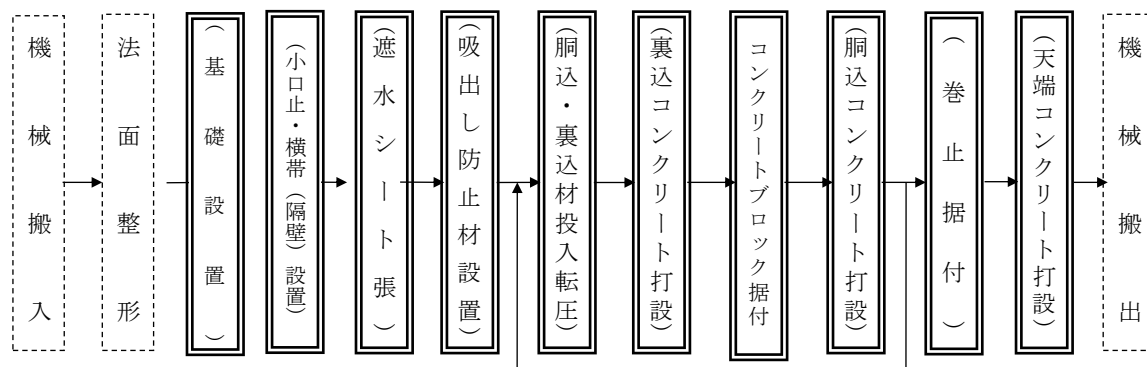 機械搬入
法面整形
（基礎設置）
（小口止・横帯（隔壁）設置）
（遮水シート張）
（吸出し防止材設置）
（胴込・裏込材投入転圧）
（裏込コンクリート打設）
コンクリートブロック据付
（胴込コンクリート打設）
（巻止据付）
（天端コンクリート打設）
機械搬出